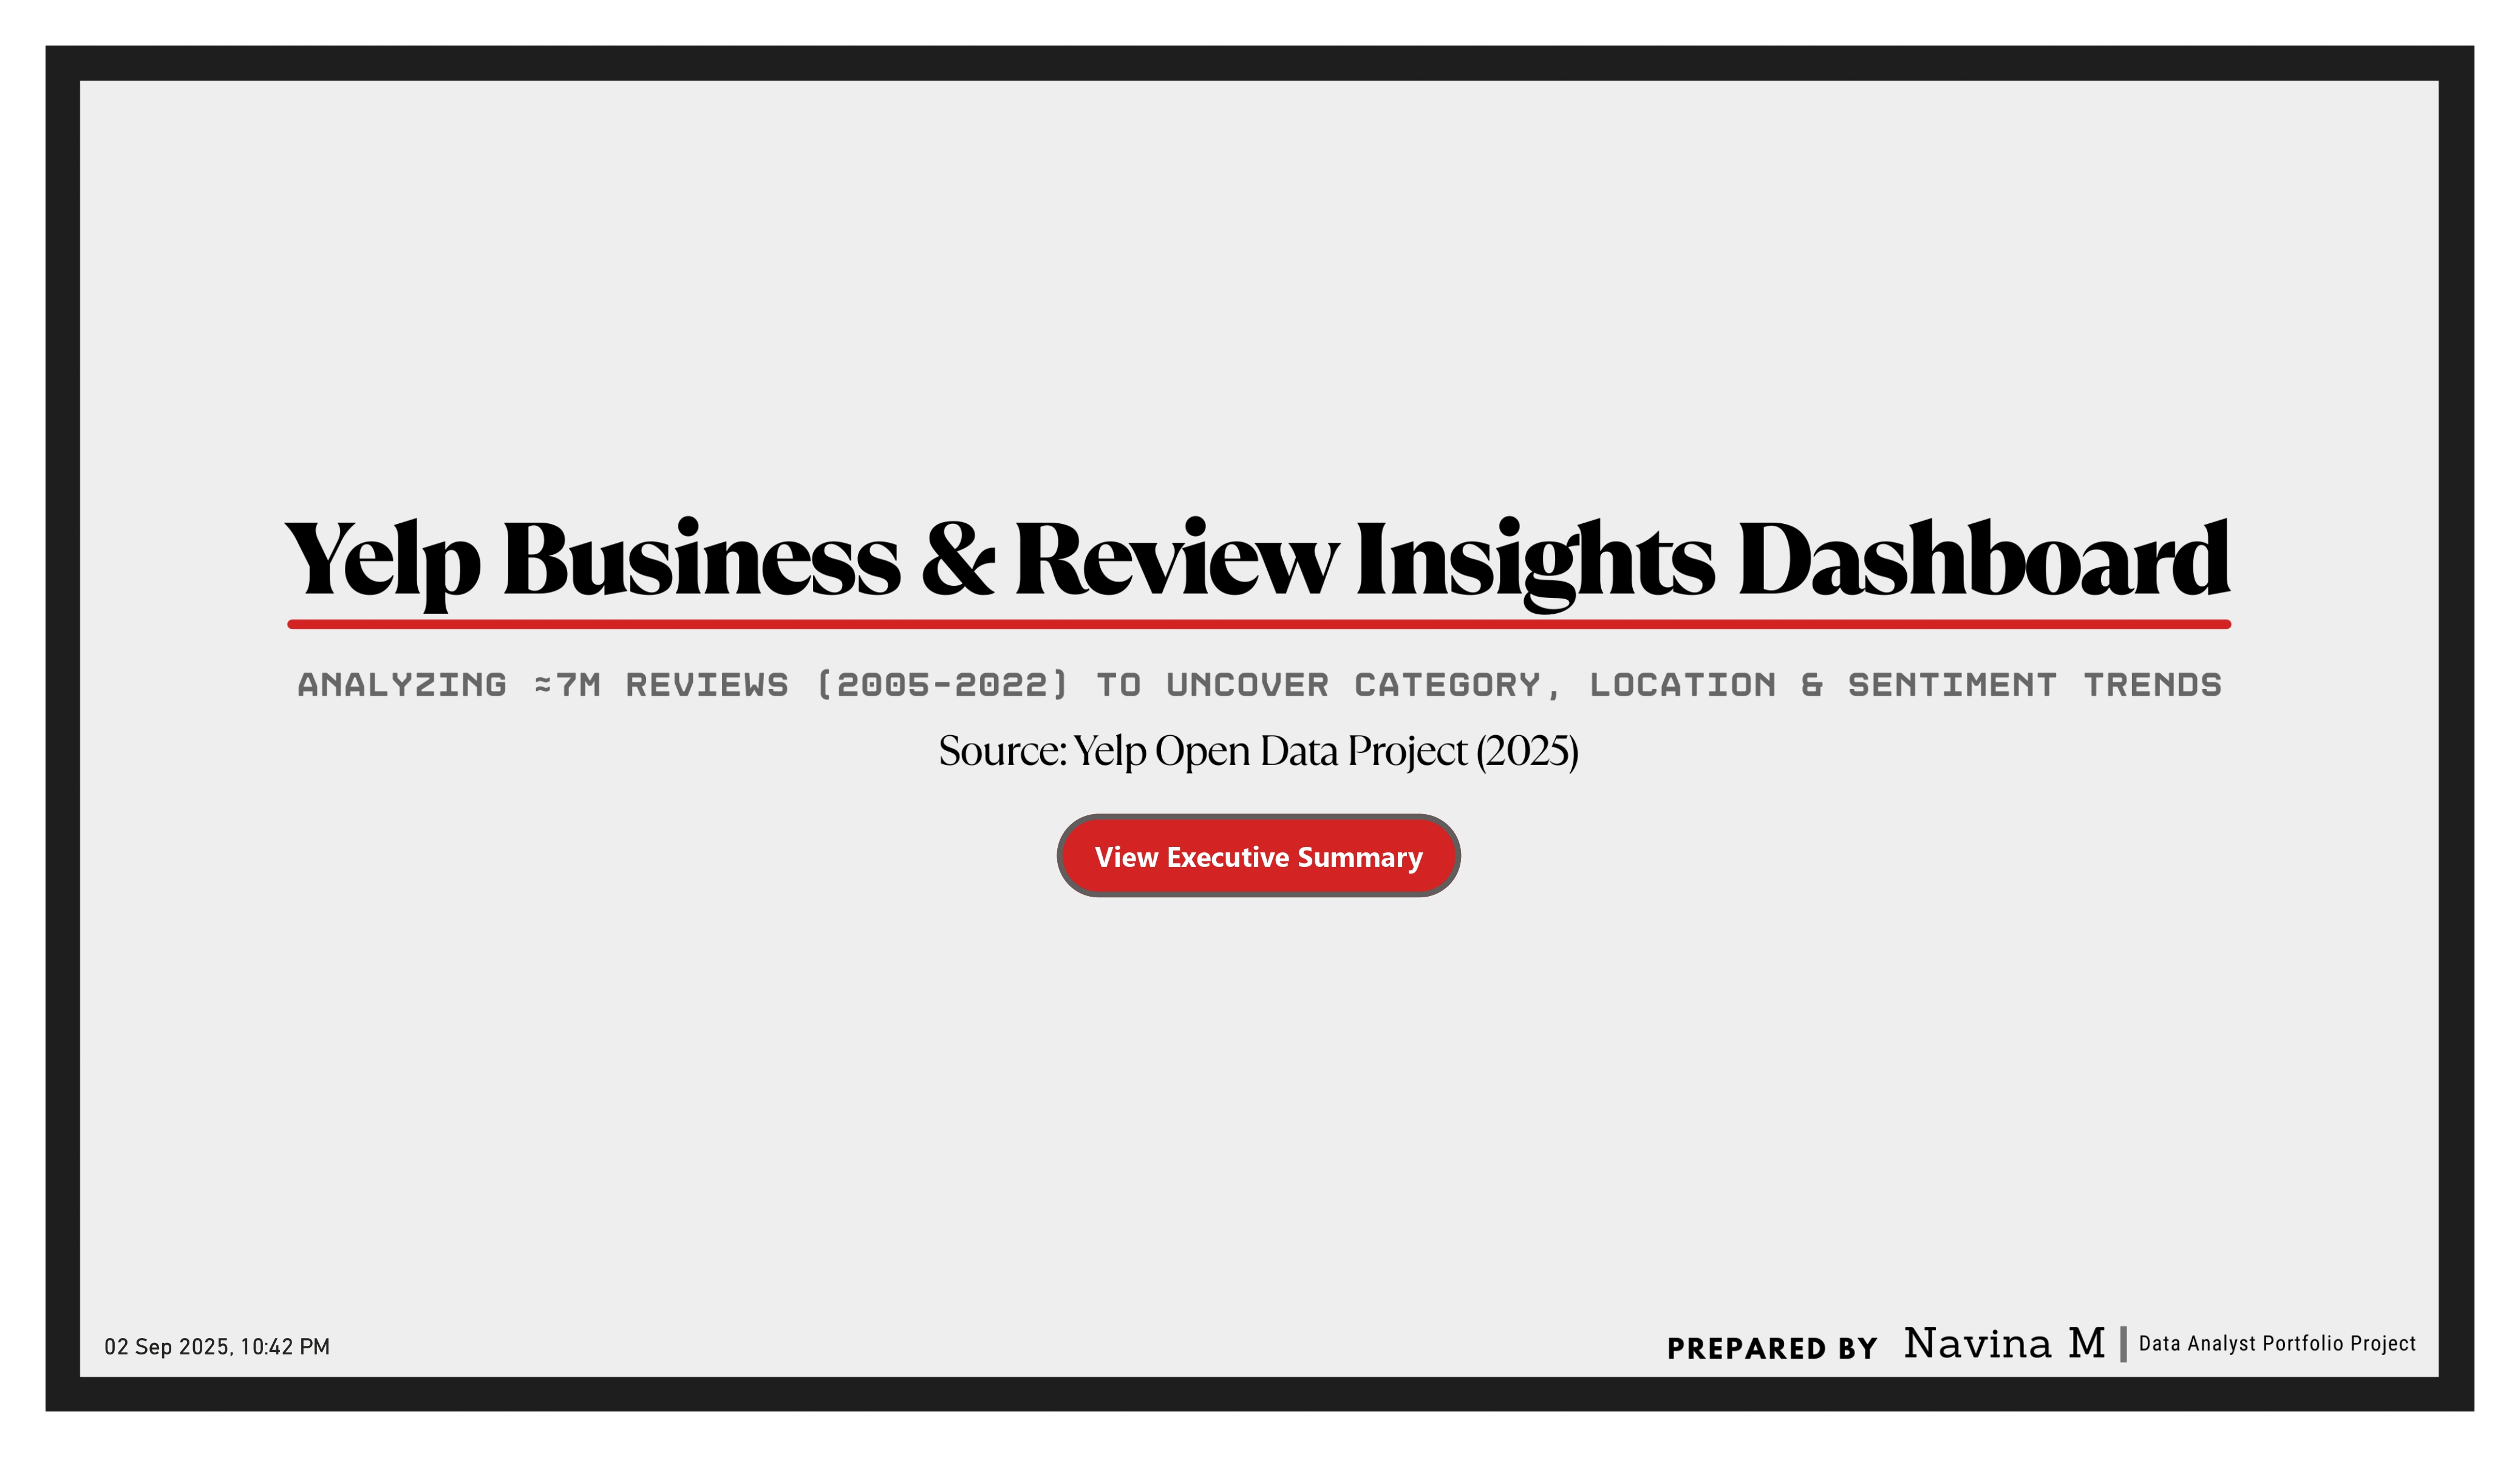 Yelp Business & Review Insights Dashboard
ANALYZING ≈7M REVIEWS (2005-2022) TO UNCOVER CATEGORY, LOCATION & SENTIMENT TRENDS
Source: Yelp Open Data Project (2025)
View Executive Summary
02 Sep 2025, 10:42 PM
PREPARED BY Navina M | Data Analyst Portfolio Project